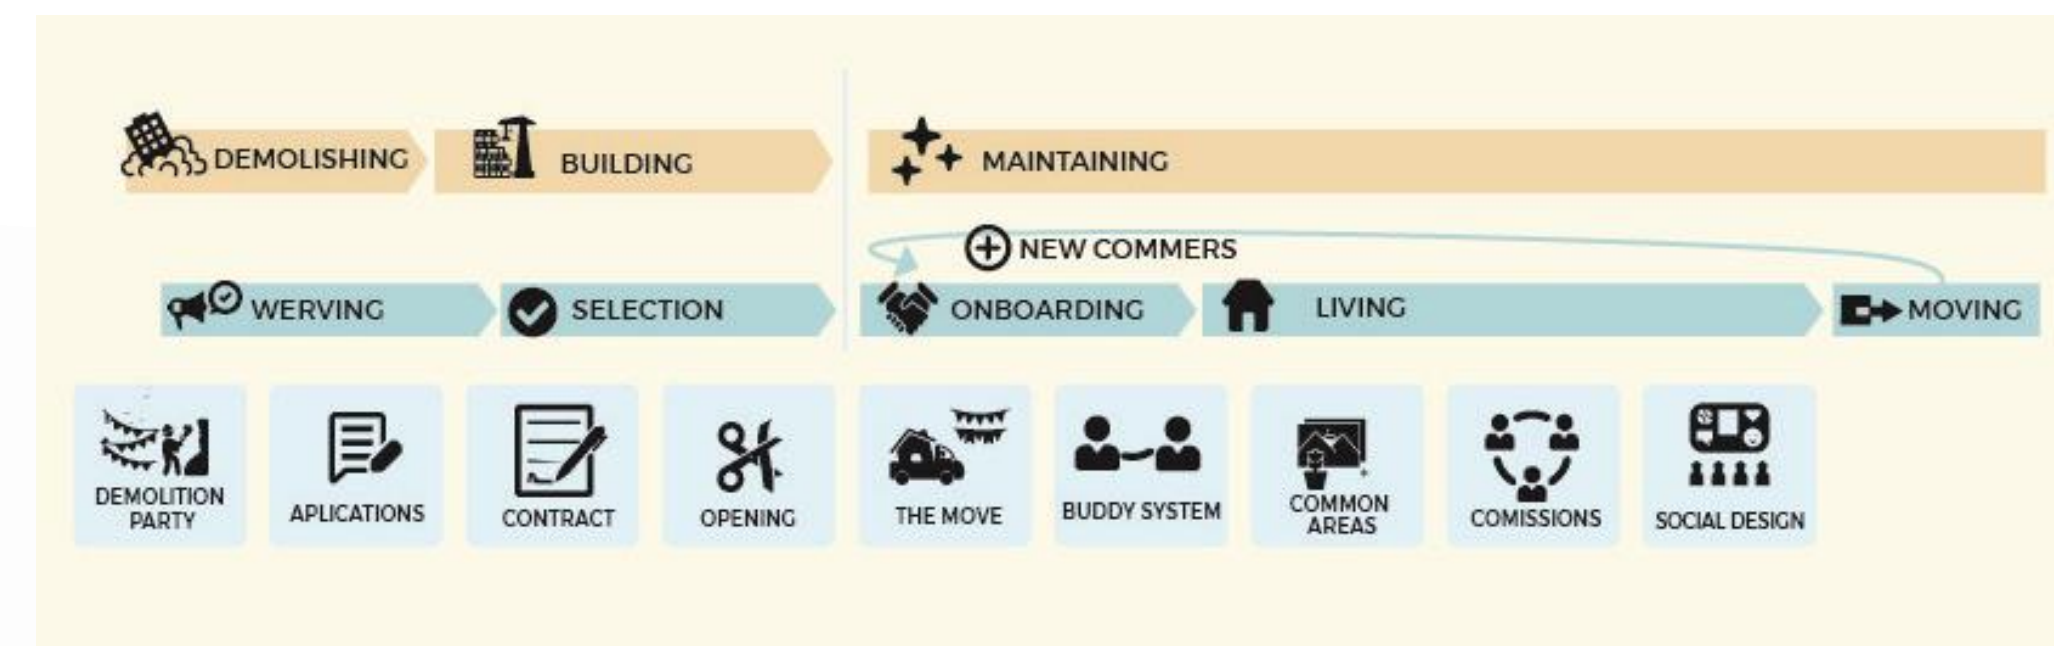 DEMOLISHING
BUILDING
MAINTAINING
NEW COMMERS
WERVING
SELECTION
ONBOARDING
LIVING
MOVING
DEMOLITION
PARTY
APLICATIONS
CONTRACT
OPENING
THE MOVE
BUDDY SYSTEM
COMMON
AREAS
COMISSIONS
SOCIAL DESIGN